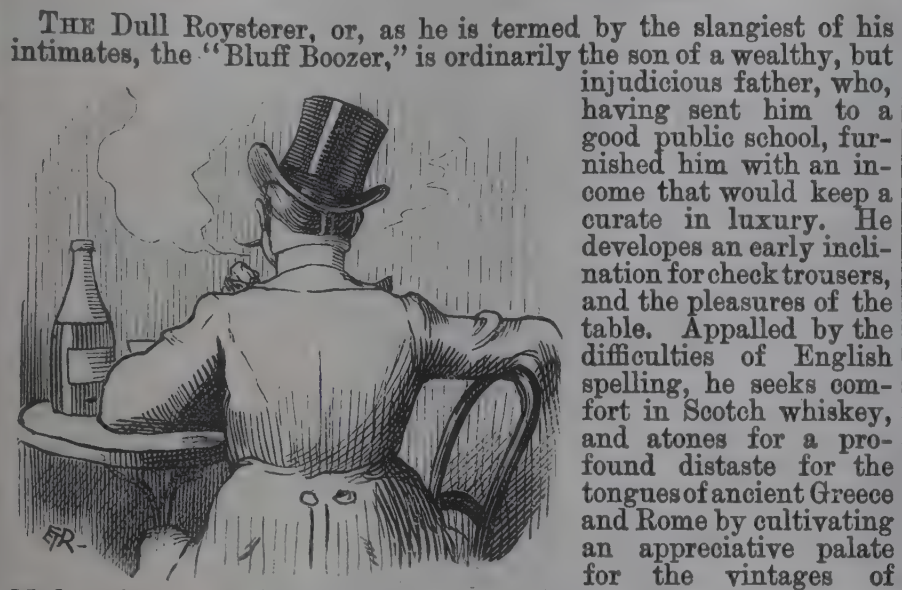 THE Dull Roysterer, or, as he is termed by the slangiest of his
intimates, the "Bluff Boozer," is ordinarily the son of a wealthy, but
injudicious father, who,
having sent him to a
good public school, fur-
nished him with an in-
come that would keep a
curate in luxury. He
developes an early incli-
nation for check trousers,
and the pleasures of the
table. Appalled by the
difficulties of English
spelling, he seeks com-
fort in Scotch whiskey,
and atones for a pro-
found distaste for the
tongues of ancient Greece
and Rome by cultivating
an appreciative palate
for the vintages of